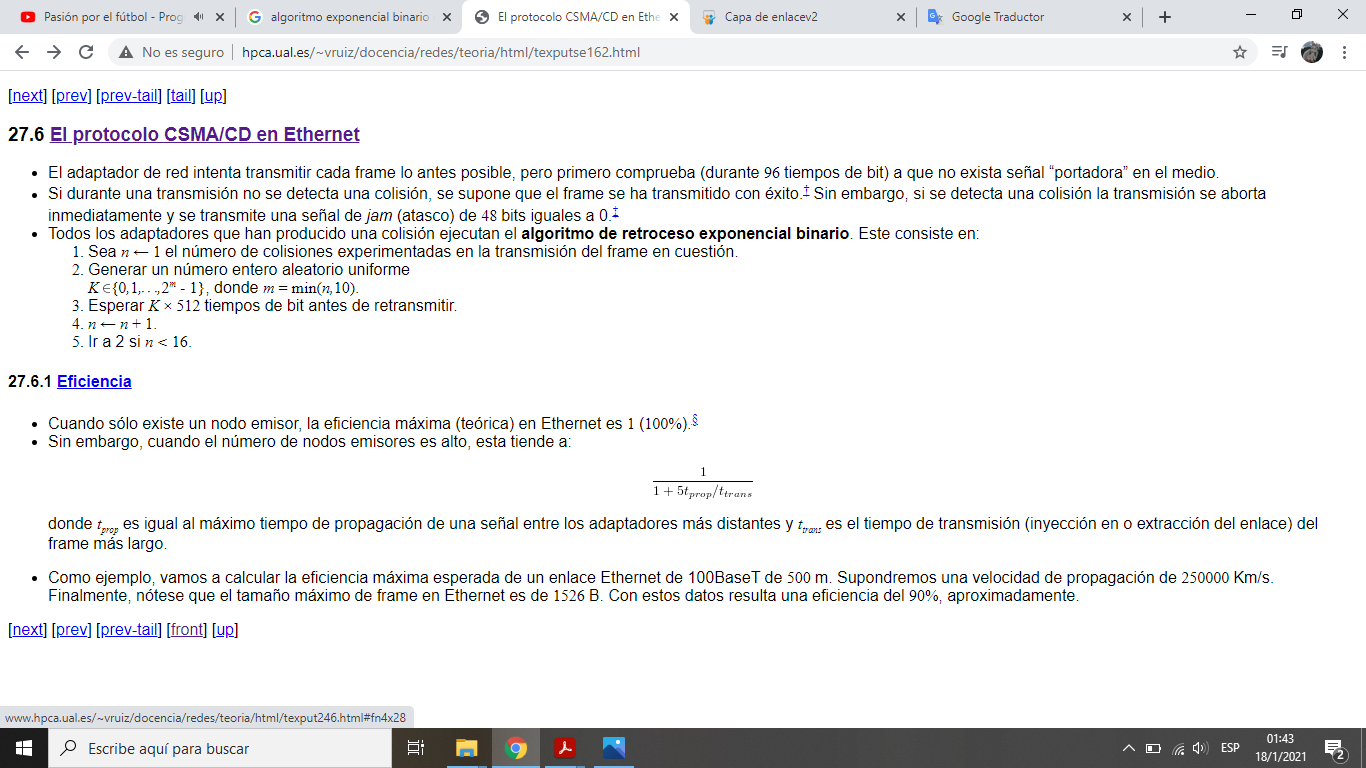 Pasión por el fútbol - Prog
algoritmo exponencial binario
El protocolo CSMA/CD en Ethe
Capa de enlacev2
Google Traductor
No es seguro | hpca.ual.es/~vruiz/docencia/redes/teoria/html/texputse162.html
[next] [prev] [prev-tail] [tail] [up]
27.6 El protocolo CSMA/CD en Ethernet
• El adaptador de red intenta transmitir cada frame lo antes posible, pero primero comprueba (durante 96 tiempos de bit) a que no exista señal “portadora” en el medio.
• Si durante una transmisión no se detecta una colisión, se supone que el frame se ha transmitido con éxito.† Sin embargo, si se detecta una colisión la transmisión se aborta
inmediatamente y se transmite una señal de jam (atasco) de 48 bits iguales a 0.‡
• Todos los adaptadores que han producido una colisión ejecutan el algoritmo de retroceso exponencial binario. Este consiste en:
1. Sea n ← 1 el número de colisiones experimentadas en la transmisión del frame en cuestión.
2. Generar un número entero aleatorio uniforme
K ∈{0,1,…,2^m - 1}, donde m = min(n,10).
3. Esperar K × 512 tiempos de bit antes de retransmitir.
4. n ← n + 1.
5. Ir a 2 si n < 16.
27.6.1 Eficiencia
• Cuando sólo existe un nodo emisor, la eficiencia máxima (teórica) en Ethernet es 1 (100%).§
• Sin embargo, cuando el número de nodos emisores es alto, esta tiende a:
1
1 + 5t_prop/t_trans
donde t_prop es igual al máximo tiempo de propagación de una señal entre los adaptadores más distantes y t_trans es el tiempo de transmisión (inyección en o extracción del enlace) del
frame más largo.
• Como ejemplo, vamos a calcular la eficiencia máxima esperada de un enlace Ethernet de 100BaseT de 500 m. Supondremos una velocidad de propagación de 250000 Km/s.
Finalmente, nótese que el tamaño máximo de frame en Ethernet es de 1526 B. Con estos datos resulta una eficiencia del 90%, aproximadamente.
[next] [prev] [prev-tail] [front] [up]
www.hpca.ual.es/~vruiz/docencia/redes/teoria/html/texput246.html#fn4x28
Escribe aquí para buscar
ESP
01:43
18/1/2021
2